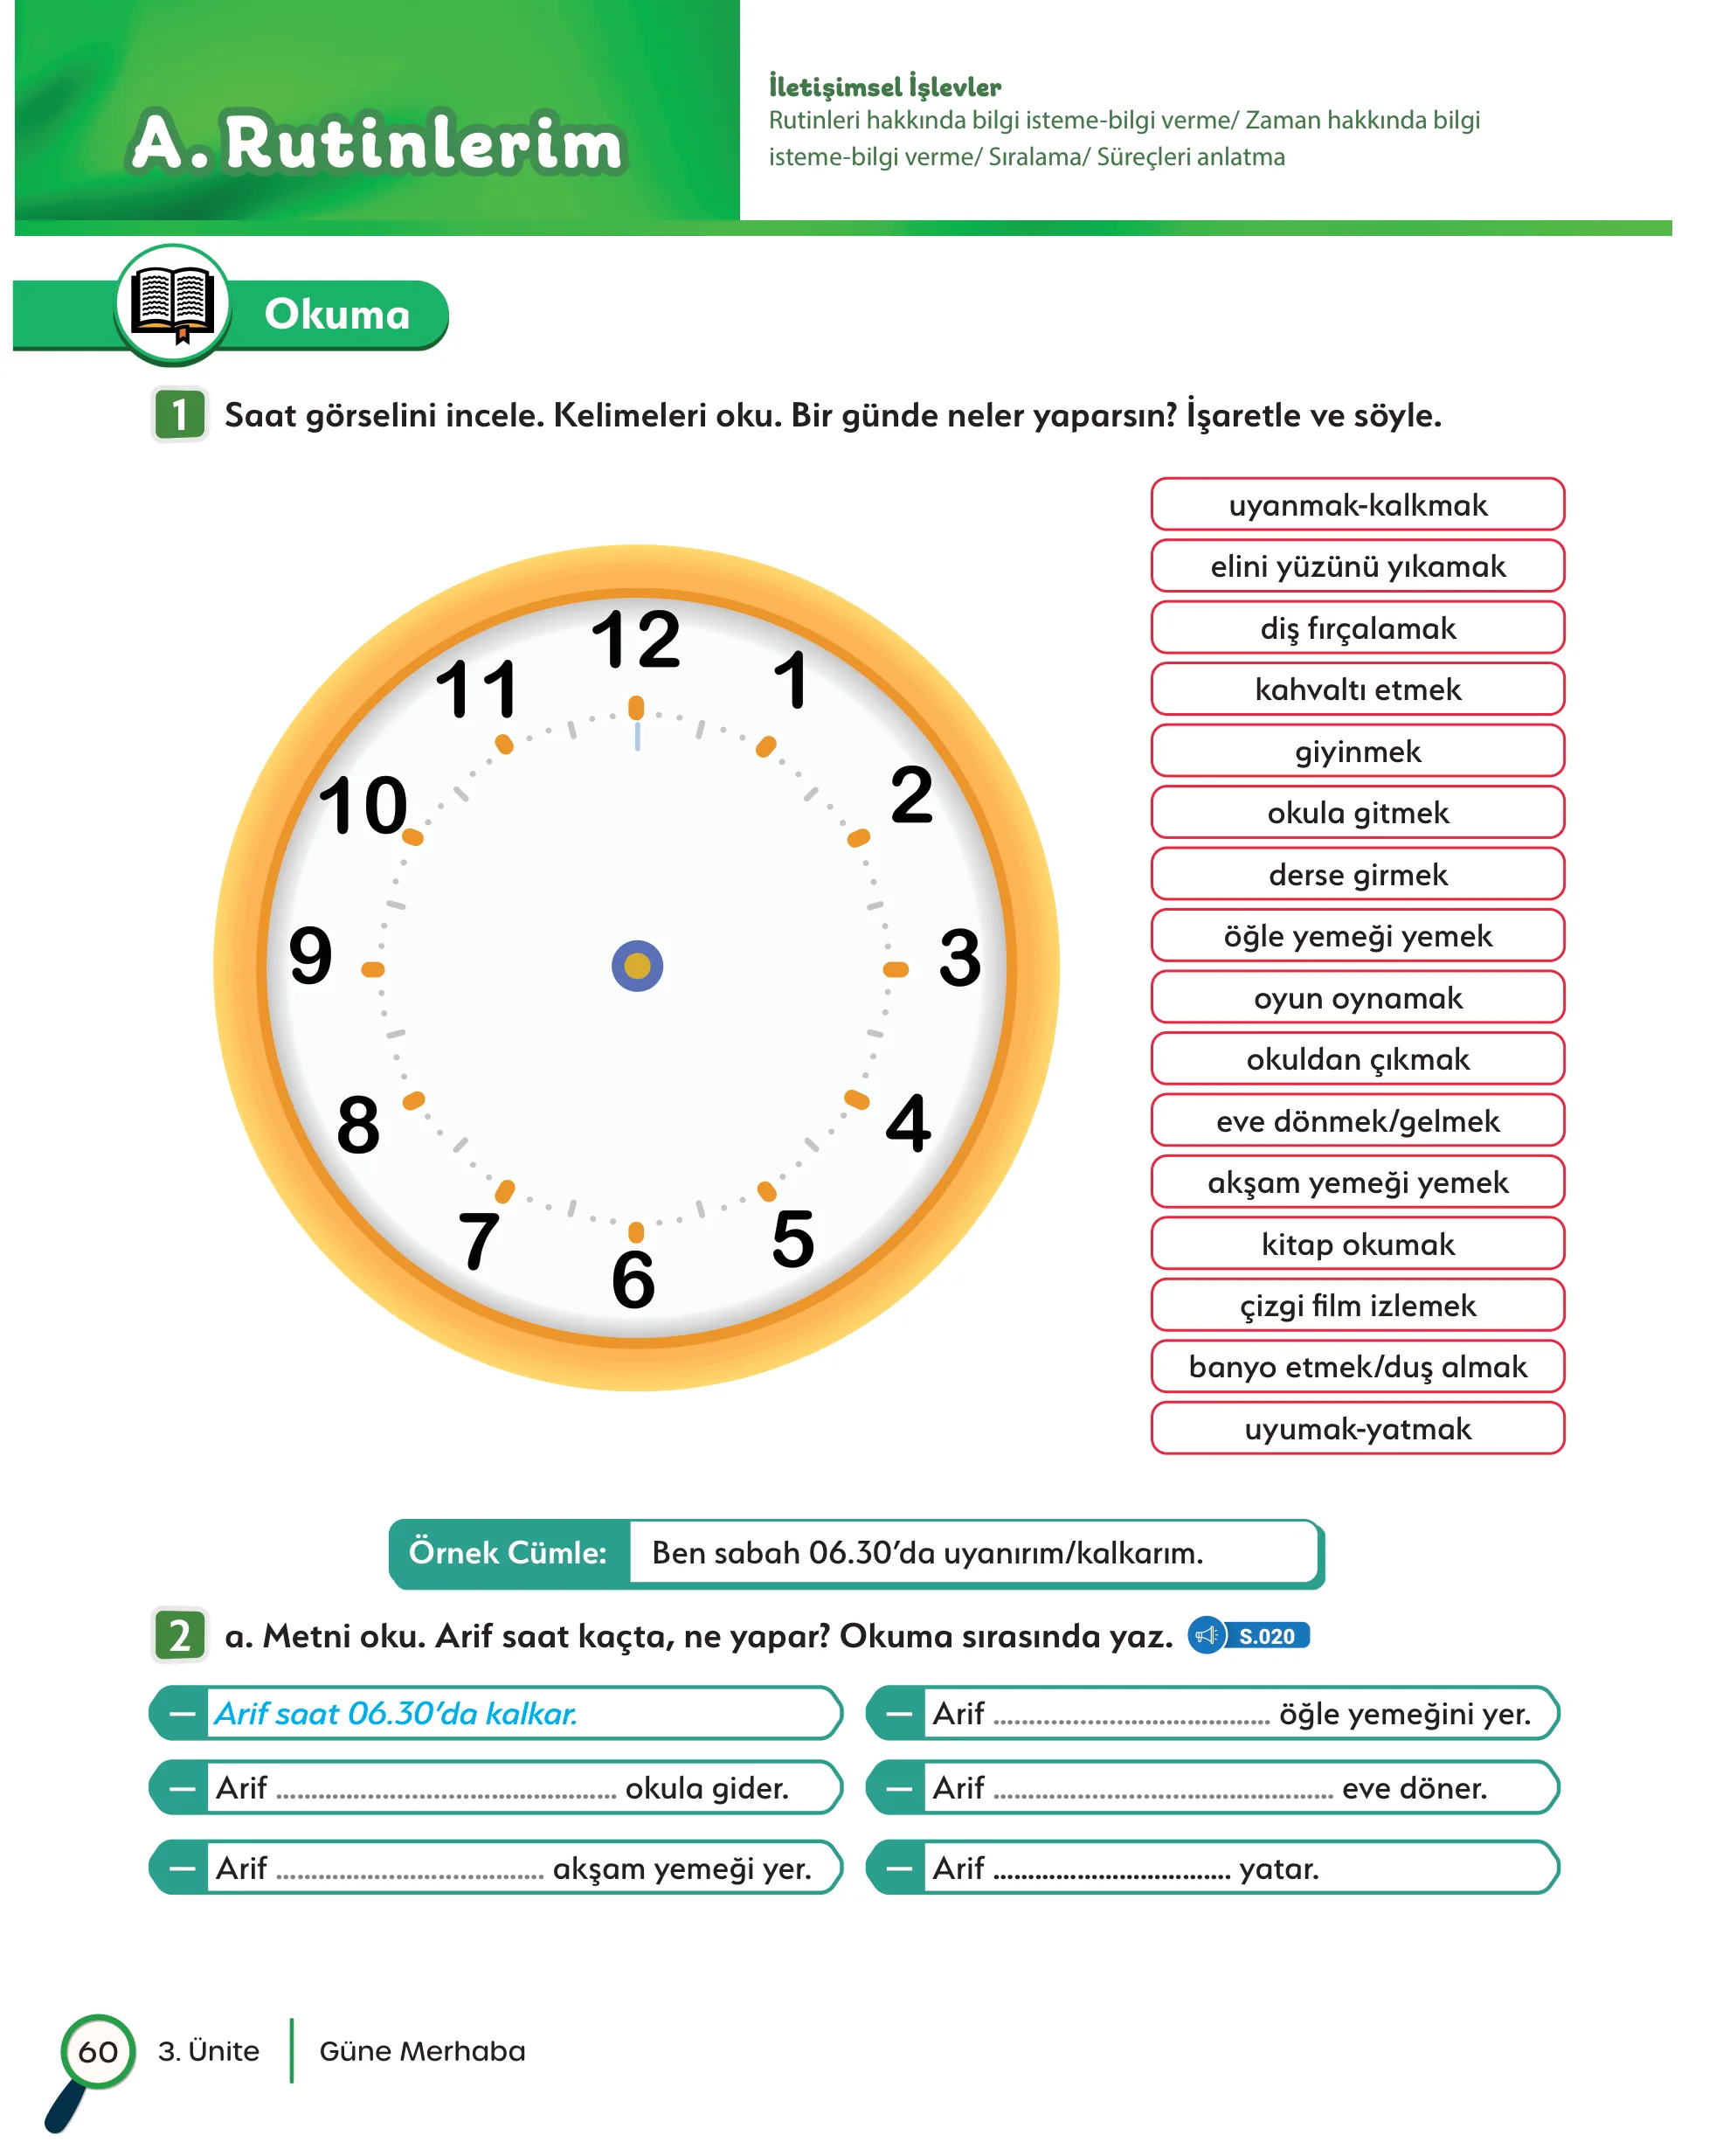 A. Rutinlerim
İletişimsel İşlevler
Rutinleri hakkında bilgi isteme-bilgi verme/ Zaman hakkında bilgi
isteme-bilgi verme/ Sıralama/ Süreçleri anlatma
Okuma
1 Saat görselini incele. Kelimeleri oku. Bir günde neler yaparsın? İşaretle ve söyle.
12
1
2
3
4
5
6
7
8
9
10
11
uyanmak-kalkmak
elini yüzünü yıkamak
diş fırçalamak
kahvaltı etmek
giyinmek
okula gitmek
derse girmek
öğle yemeği yemek
oyun oynamak
okuldan çıkmak
eve dönmek/gelmek
akşam yemeği yemek
kitap okumak
çizgi film izlemek
banyo etmek/duş almak
uyumak-yatmak
Örnek Cümle: Ben sabah 06.30’da uyanırım/kalkarım.
2 a. Metni oku. Arif saat kaçta, ne yapar? Okuma sırasında yaz. S.020
– Arif saat 06.30’da kalkar.
– Arif ....................................... öğle yemeğini yer.
– Arif ................................................ okula gider.
– Arif ................................................ eve döner.
– Arif ...................................... akşam yemeği yer.
– Arif .................................. yatar.
60 3. Ünite | Güne Merhaba